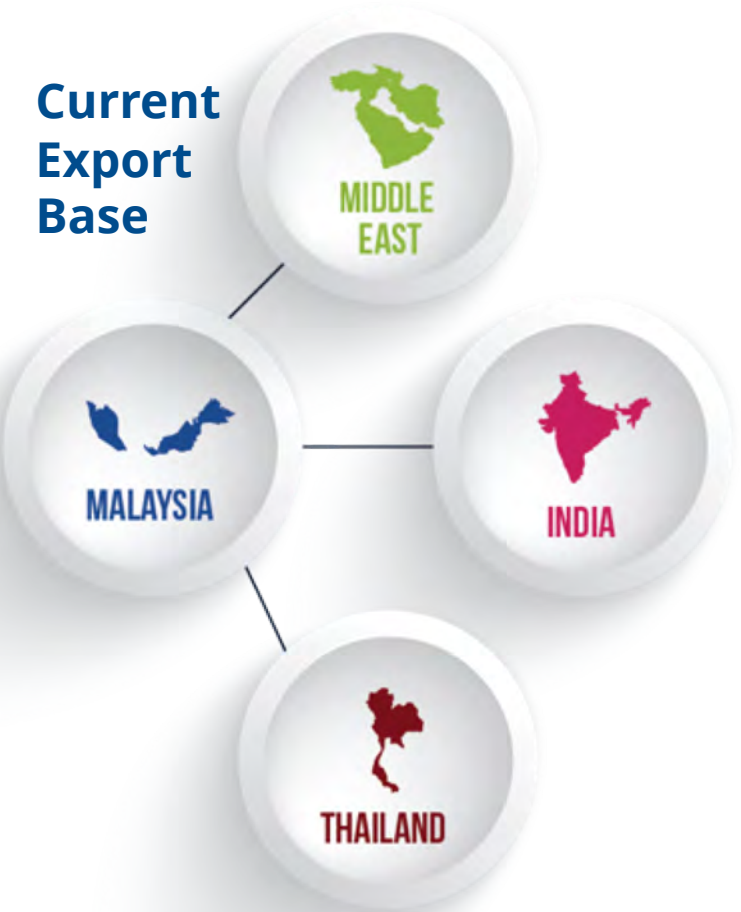 Current
Export
Base
MIDDLE
EAST
MALAYSIA
INDIA
THAILAND